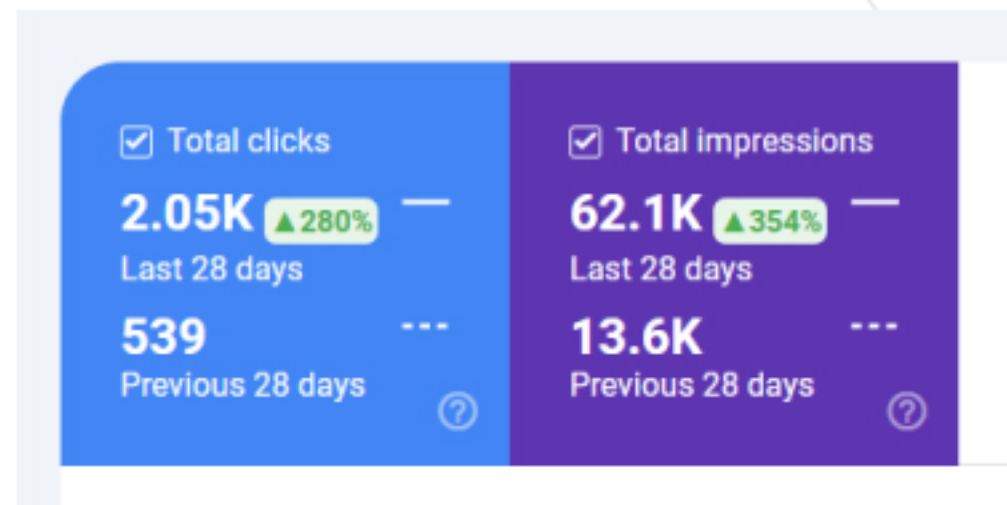 Total clicks
2.05K ▲280%
Last 28 days
539
Previous 28 days
Total impressions
62.1K ▲354%
Last 28 days
13.6K
Previous 28 days